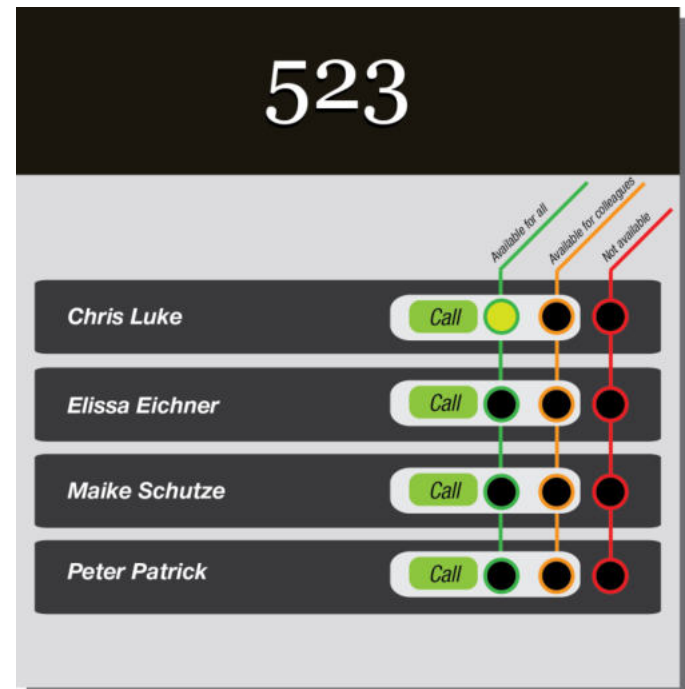 523
Available for all
Available for colleagues
Not available
Chris Luke Call
Elissa Eichner Call
Maike Schutze Call
Peter Patrick Call